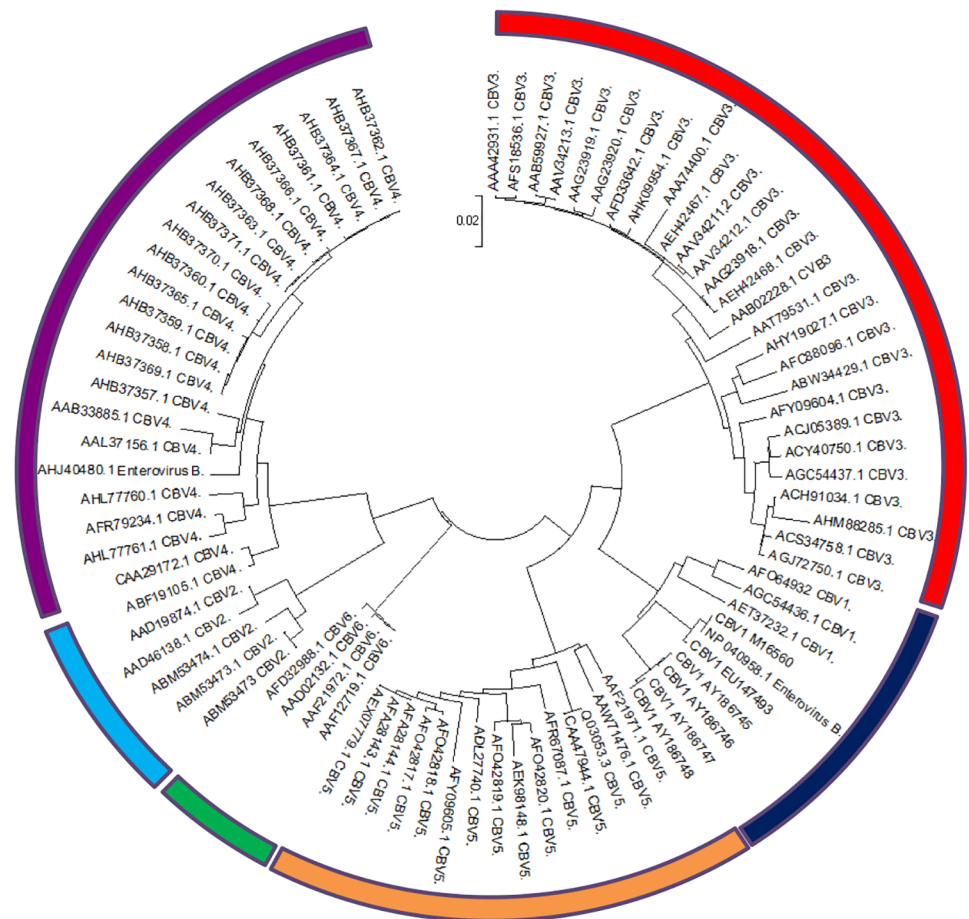 AAA42931.1 CBV3.
AFS18536.1 CBV3.
AAB59927.1 CBV3.
AAV34213.1 CBV3.
AAG23919.1 CBV3.
AAG23920.1 CBV3.
AFD33642.1 CBV3.
AHK09954.1 CBV3.
AAA74400.1 CBV3.
AEH42467.1 CBV3.
AAV34211.2 CBV3.
AAV34212.1 CBV3.
AAG23918.1 CBV3.
AEH42468.1 CBV3.
AAB02228.1 CVB3
AAT79531.1 CBV3.
AHY19027.1 CBV3.
AFC88096.1 CBV3.
ABW34429.1 CBV3.
AFY09604.1 CBV3.
ACJ05389.1 CBV3.
ACY40750.1 CBV3.
AGC54437.1 CBV3.
ACH91034.1 CBV3.
AHM88285.1 CBV3.
ACS34758.1 CBV3.
AGJ72750.1 CBV3.
AFO64932 CBV1.
AGC54436.1 CBV1.
AET37232.1 CBV1.
CBV1 M16560
NP 040958.1 Enterovirus B.
CBV1 EU147493
CBV1 AY186745
CBV1 AY186746
CBV1 AY186747
CBV1 AY186748
AAF21971.1 CBV5.
AAW71476.1 CBV5.
Q03053.3 CBV5.
CAA47944.1 CBV5.
AFR67087.1 CBV5.
AFO42820.1 CBV5.
AEK98148.1 CBV5.
AFO42819.1 CBV5.
ADL27740.1 CBV5.
AFY09605.1 CBV5.
AFO42818.1 CBV5.
AFO42817.1 CBV5.
AFA28144.1 CBV5.
AFA28143.1 CBV5.
AEX07779.1 CBV5.
AAF12719.1 CBV6.
AAF21972.1 CBV6.
AAD02132.1 CBV6.
AFD32988.1 CBV6.
ABM53473 CBV2.
ABM53473.1 CBV2.
ABM53474.1 CBV2.
AAD46138.1 CBV2.
AAD19874.1 CBV2.
ABF19105.1 CBV4.
CAA29172.1 CBV4.
AHL77761.1 CBV4.
AFR79234.1 CBV4.
AHL77760.1 CBV4.
AHJ40480.1 Enterovirus B.
AAL37156.1 CBV4.
AAB33885.1 CBV4.
AHB37357.1 CBV4.
AHB37369.1 CBV4.
AHB37358.1 CBV4.
AHB37359.1 CBV4.
AHB37365.1 CBV4.
AHB37360.1 CBV4.
AHB37370.1 CBV4.
AHB37371.1 CBV4.
AHB37363.1 CBV4.
AHB37368.1 CBV4.
AHB37366.1 CBV4.
AHB37361.1 CBV4.
AHB37364.1 CBV4.
AHB37367.1 CBV4.
AHB37362.1 CBV4.
0.02